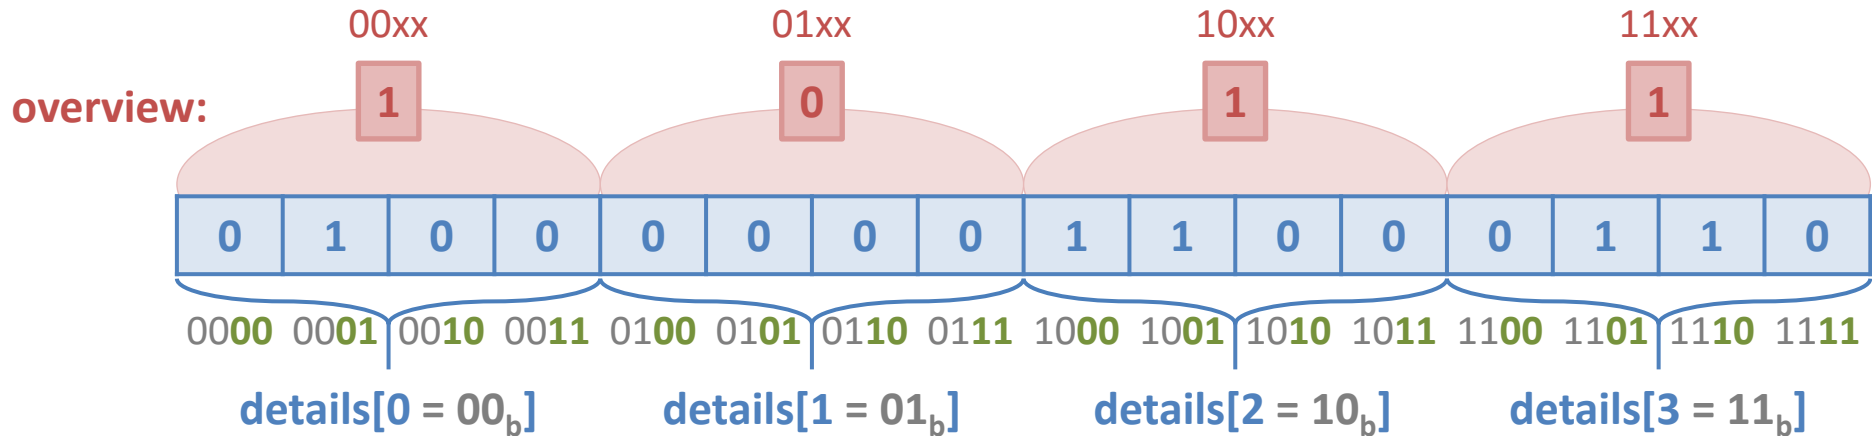 00xx 01xx 10xx 11xx
overview: 1 0 1 1
0 1 0 0 0 0 0 0 1 1 0 0 0 1 1 0
0000 0001 0010 0011 0100 0101 0110 0111 1000 1001 1010 1011 1100 1101 1110 1111
details[0 = 00b] details[1 = 01b] details[2 = 10b] details[3 = 11b]